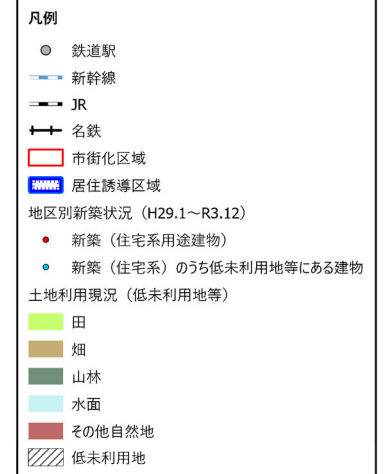 凡例
鉄道駅
新幹線
JR
名鉄
市街化区域
居住誘導区域
地区別新築状況（H29.1～R3.12）
新築（住宅系用途建物）
新築（住宅系）のうち低未利用地等にある建物
土地利用現況（低未利用地等）
田
畑
山林
水面
その他自然地
低未利用地